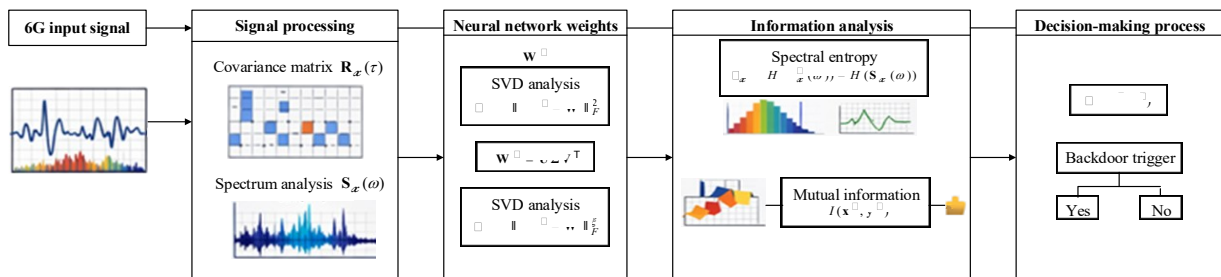 6G input signal
Signal processing
Covariance matrix 𝐑ₓ(τ)
Spectrum analysis 𝐒ₓ(ω)
Neural network weights
W
SVD analysis
SVD analysis
Information analysis
Spectral entropy
Mutual information
Decision-making process
Backdoor trigger
Yes
No